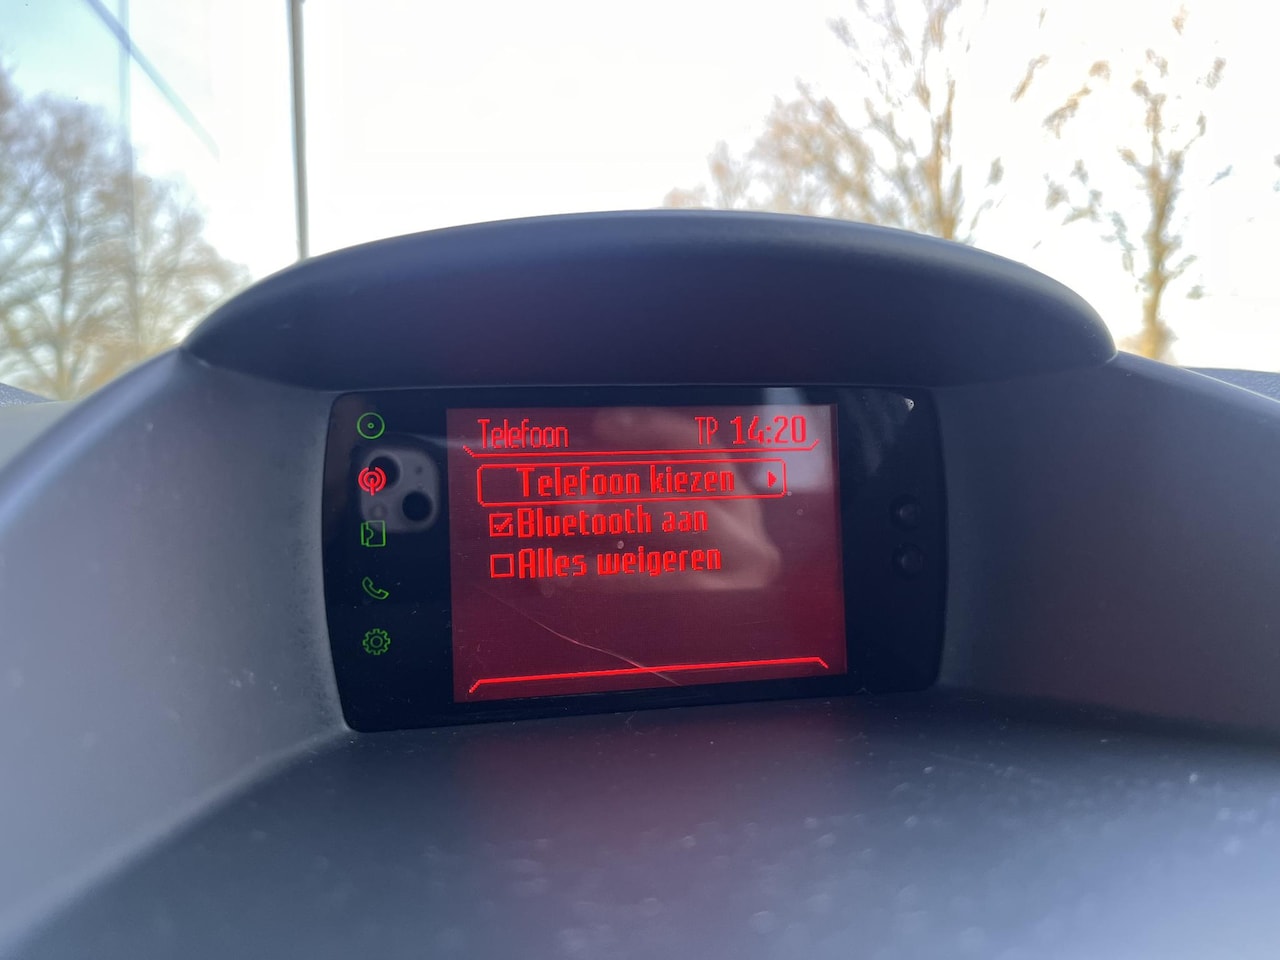 Telefoon TP 14:20
Telefoon kiezen
Bluetooth aan
Alles weigeren